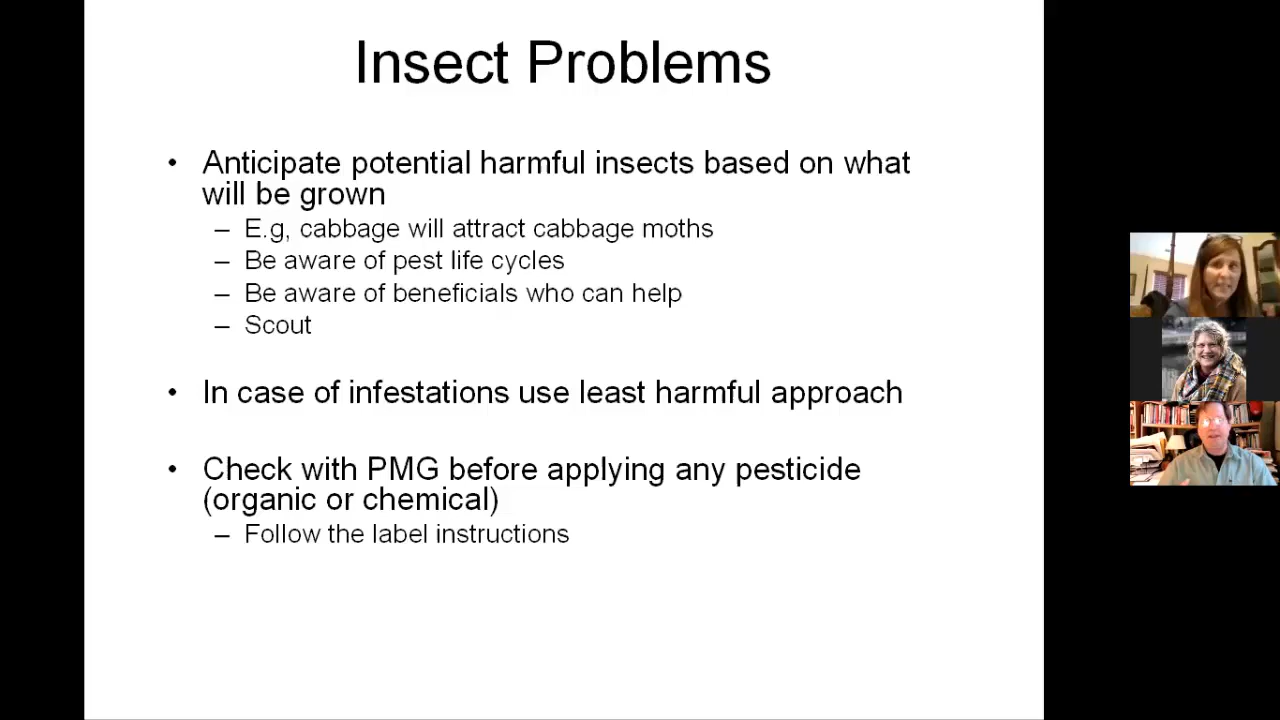 Insect Problems
• Anticipate potential harmful insects based on what
will be grown
– E.g, cabbage will attract cabbage moths
– Be aware of pest life cycles
– Be aware of beneficials who can help
– Scout
• In case of infestations use least harmful approach
• Check with PMG before applying any pesticide
(organic or chemical)
– Follow the label instructions